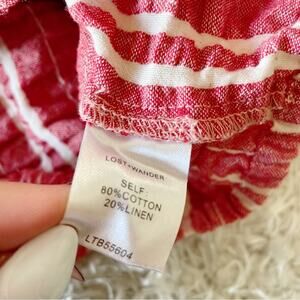 LOST+WANDER
SELF:
80%COTTON
20%LINEN
LTB55604